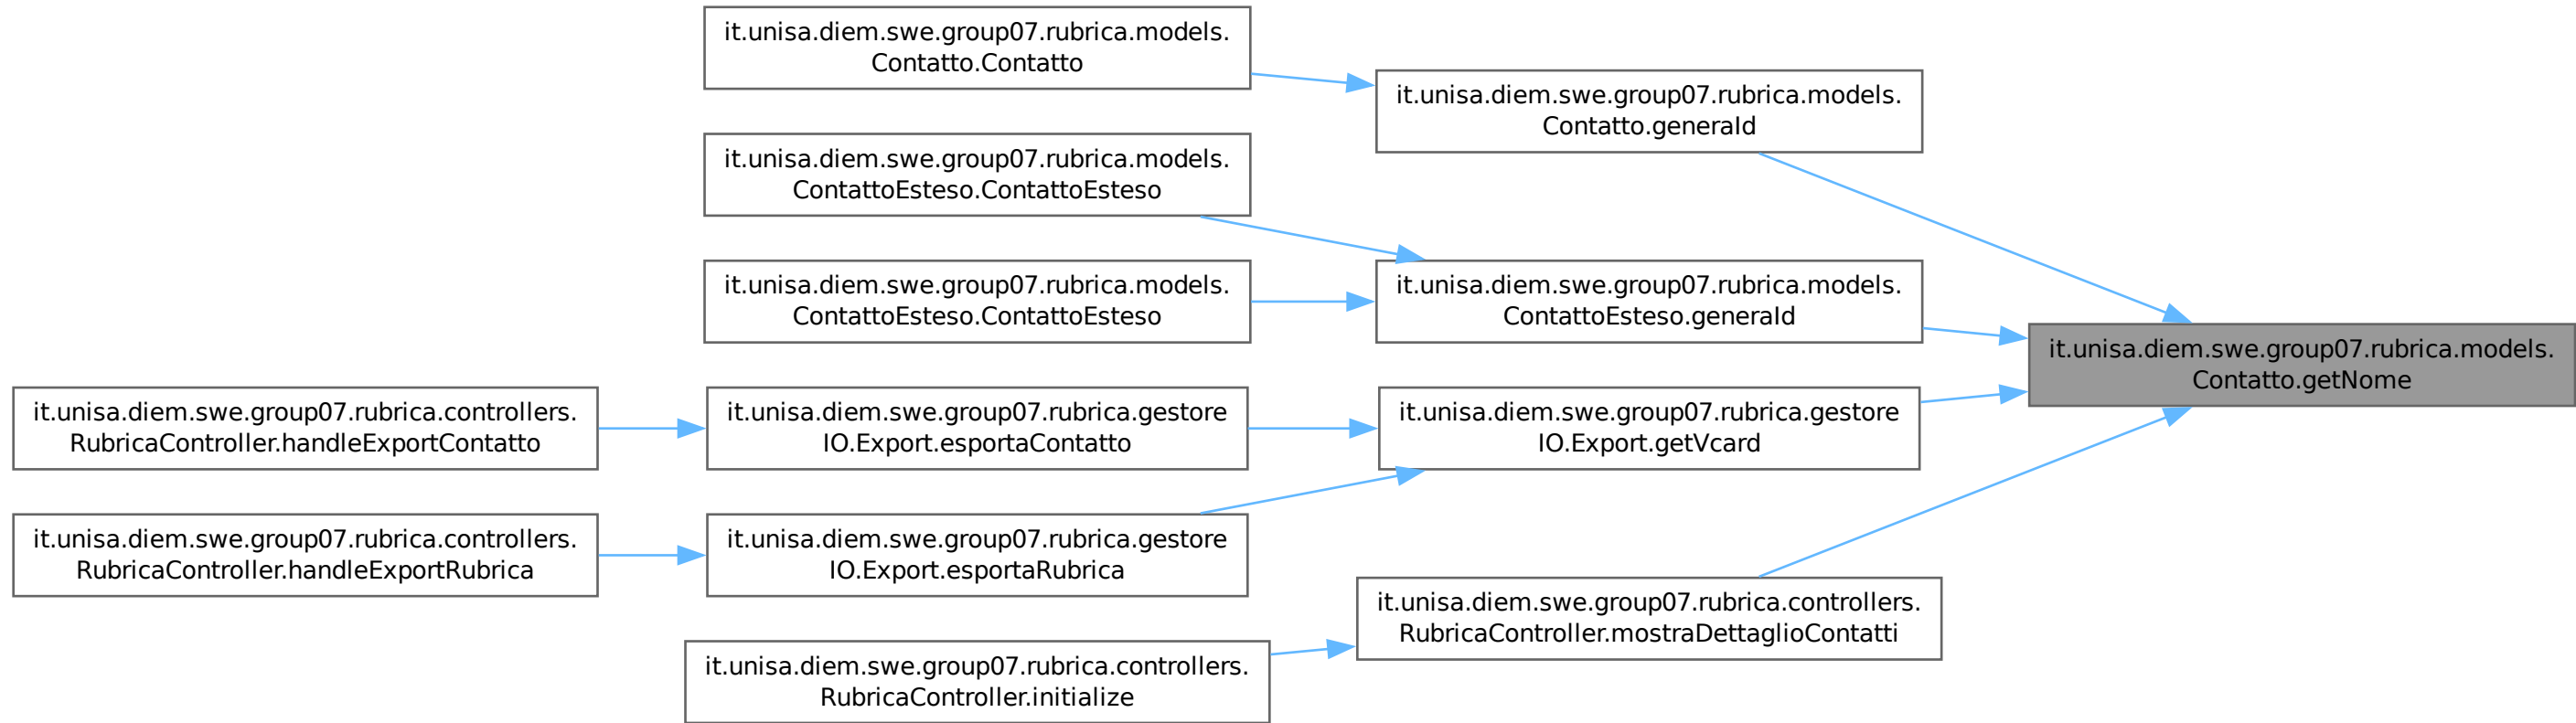 it.unisa.diem.swe.group07.rubrica.models.
Contatto.Contatto
it.unisa.diem.swe.group07.rubrica.models.
Contatto.generaId
it.unisa.diem.swe.group07.rubrica.models.
ContattoEsteso.ContattoEsteso
it.unisa.diem.swe.group07.rubrica.models.
ContattoEsteso.ContattoEsteso
it.unisa.diem.swe.group07.rubrica.models.
ContattoEsteso.generaId
it.unisa.diem.swe.group07.rubrica.models.
Contatto.getNome
it.unisa.diem.swe.group07.rubrica.controllers.
RubricaController.handleExportContatto
it.unisa.diem.swe.group07.rubrica.gestore
IO.Export.esportaContatto
it.unisa.diem.swe.group07.rubrica.gestore
IO.Export.getVcard
it.unisa.diem.swe.group07.rubrica.controllers.
RubricaController.handleExportRubrica
it.unisa.diem.swe.group07.rubrica.gestore
IO.Export.esportaRubrica
it.unisa.diem.swe.group07.rubrica.controllers.
RubricaController.mostraDettaglioContatti
it.unisa.diem.swe.group07.rubrica.controllers.
RubricaController.initialize